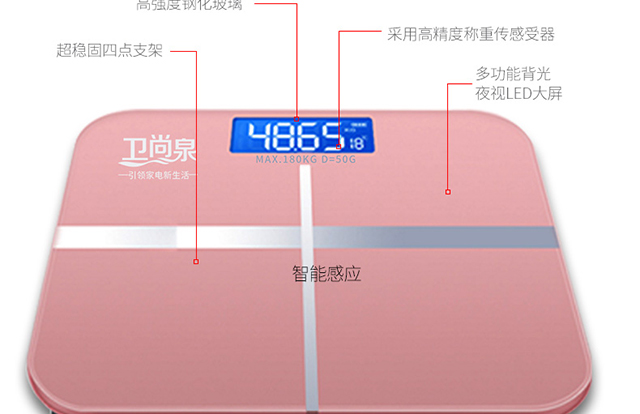 高强度钢化玻璃
采用高精度称重传感受器
超稳固四点支架
多功能背光
夜视LED大屏
48.65
18°C
MAX.180KG D=50G
卫尚泉
引领家电新生活
智能感应